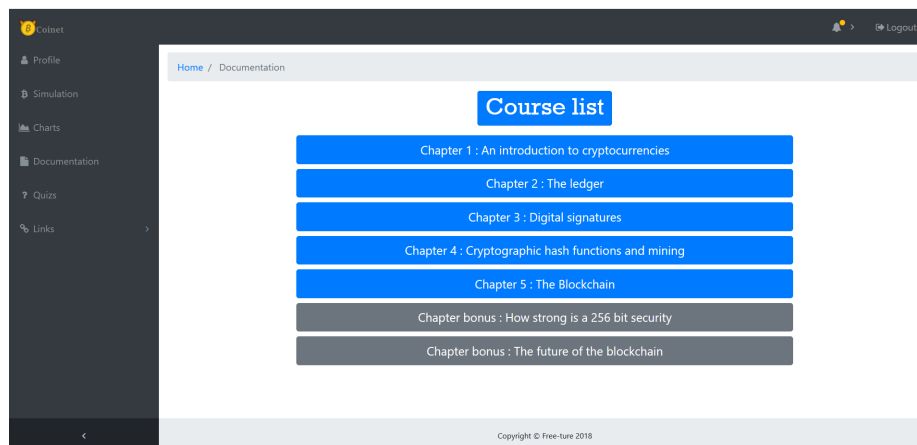 Coinet
Logout
Profile
Simulation
Charts
Documentation
? Quizs
Links
Home / Documentation
Course list
Chapter 1 : An introduction to cryptocurrencies
Chapter 2 : The ledger
Chapter 3 : Digital signatures
Chapter 4 : Cryptographic hash functions and mining
Chapter 5 : The Blockchain
Chapter bonus : How strong is a 256 bit security
Chapter bonus : The future of the blockchain
Copyright © Free-ture 2018